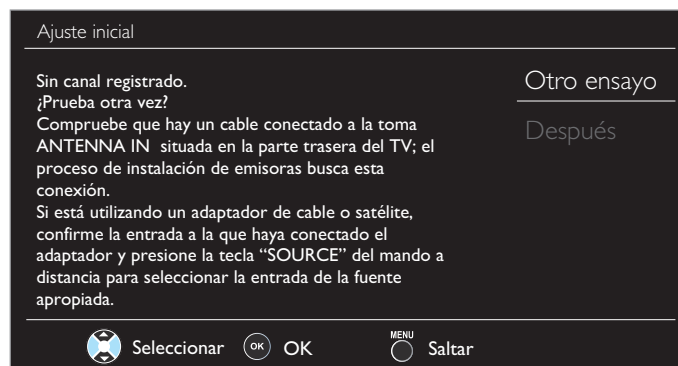 Ajuste inicial
Sin canal registrado.
¿Prueba otra vez?
Compruebe que hay un cable conectado a la toma
ANTENNA IN situada en la parte trasera del TV; el
proceso de instalación de emisoras busca esta
conexión.
Si está utilizando un adaptador de cable o satélite,
confirme la entrada a la que haya conectado el
adaptador y presione la tecla “SOURCE” del mando a
distancia para seleccionar la entrada de la fuente
apropiada.
Otro ensayo
Después
Seleccionar OK OK MENU Saltar